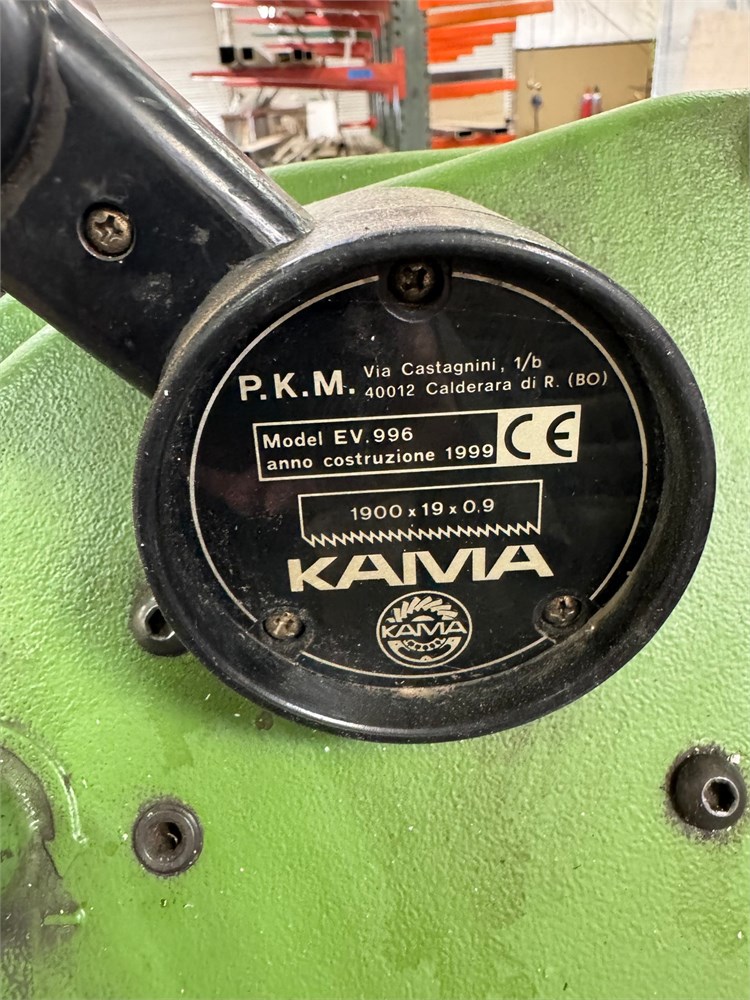 P.K.M. Via Castagnini, 1/b
40012 Calderara di R. (BO)
Model EV.996
anno costruzione 1999 CE
1900 x 19 x 0.9
KAMA
KAMA